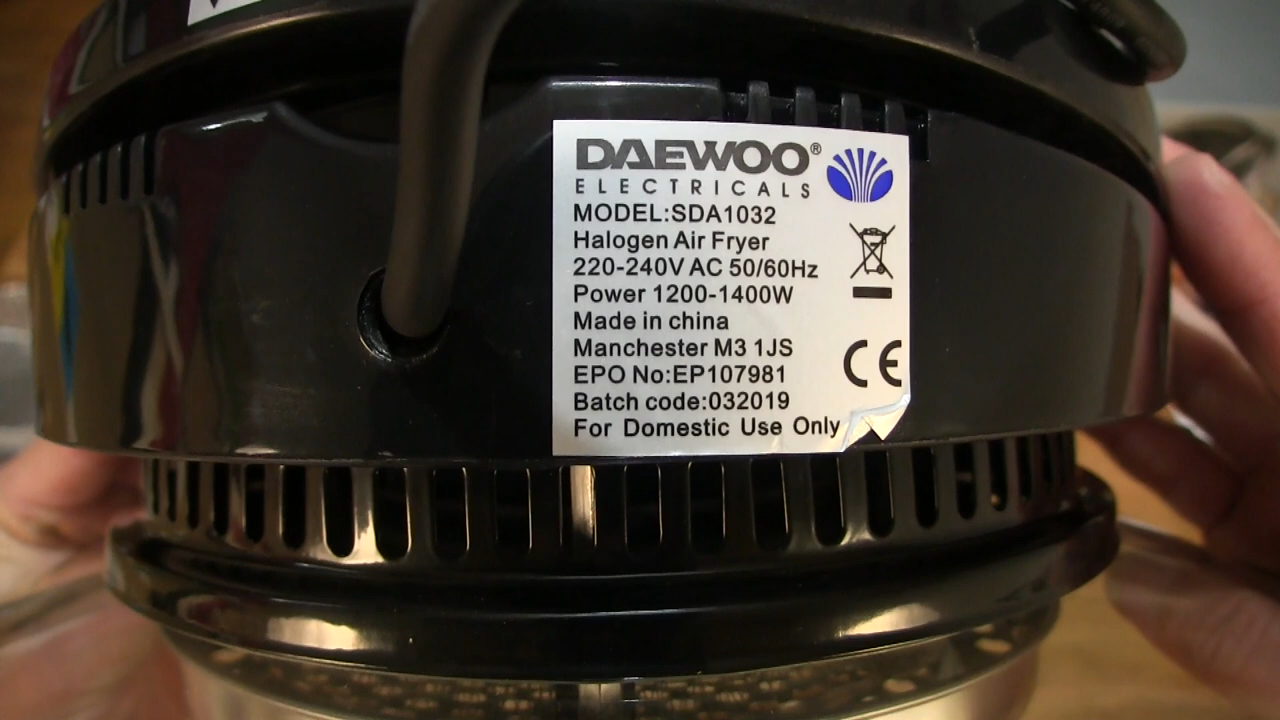 DAEWOO®
ELECTRICALS
MODEL:SDA1032
Halogen Air Fryer
220-240V AC 50/60Hz
Power 1200-1400W
Made in china
Manchester M3 1JS
EPO No:EP107981
Batch code:032019
For Domestic Use Only
CE